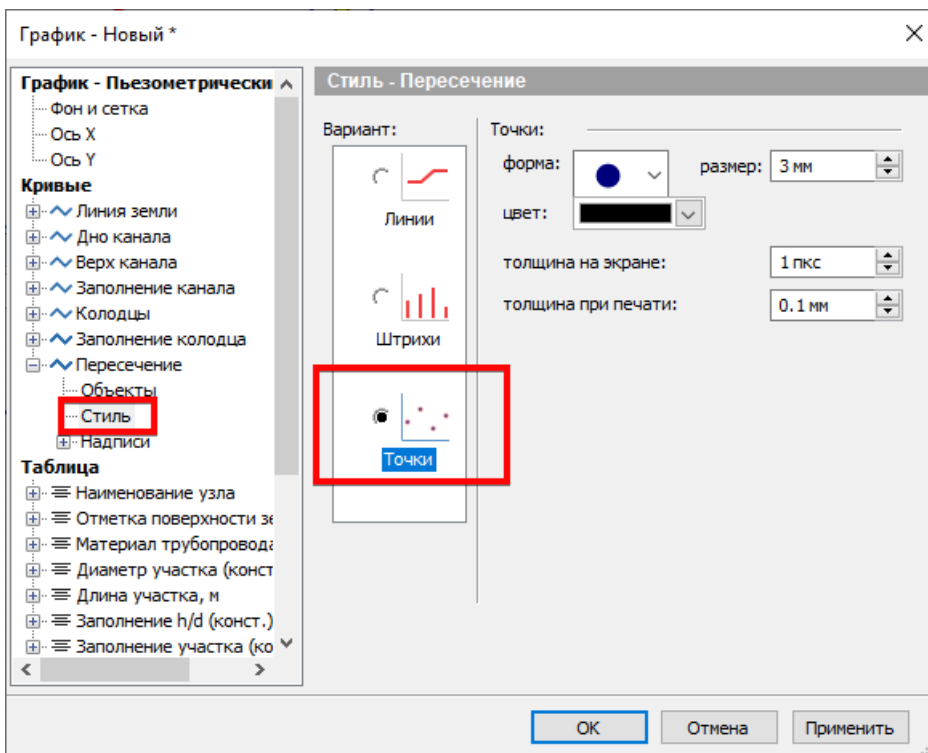 График - Новый *
График - Пьезометрически
Фон и сетка
Ось X
Ось Y
Кривые
Линия земли
Дно канала
Верх канала
Заполнение канала
Колодцы
Заполнение колодца
Пересечение
Объекты
Стиль
Надписи
Таблица
Наименование узла
Отметка поверхности зе
Материал трубопровода
Диаметр участка (конст
Длина участка, м
Заполнение h/d (конст.)
Заполнение участка (ко
Стиль - Пересечение
Вариант:
Линии
Штрихи
Точки
Точки:
форма:
размер: 3 мм
цвет:
толщина на экране: 1 пкс
толщина при печати: 0.1 мм
ОК
Отмена
Применить